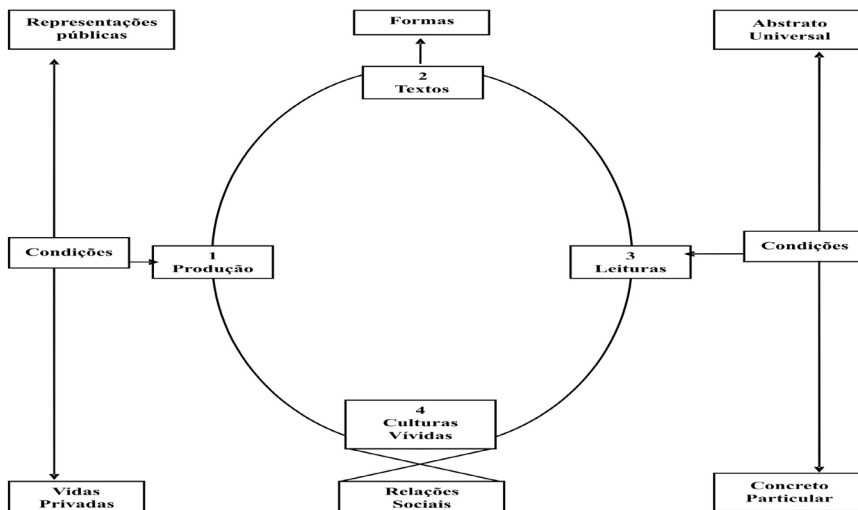 Representações
públicas
Formas
Abstrato
Universal
2
Textos
Condições
1
Produção
3
Leituras
Condições
4
Culturas
Vívidas
Vidas
Privadas
Relações
Sociais
Concreto
Particular